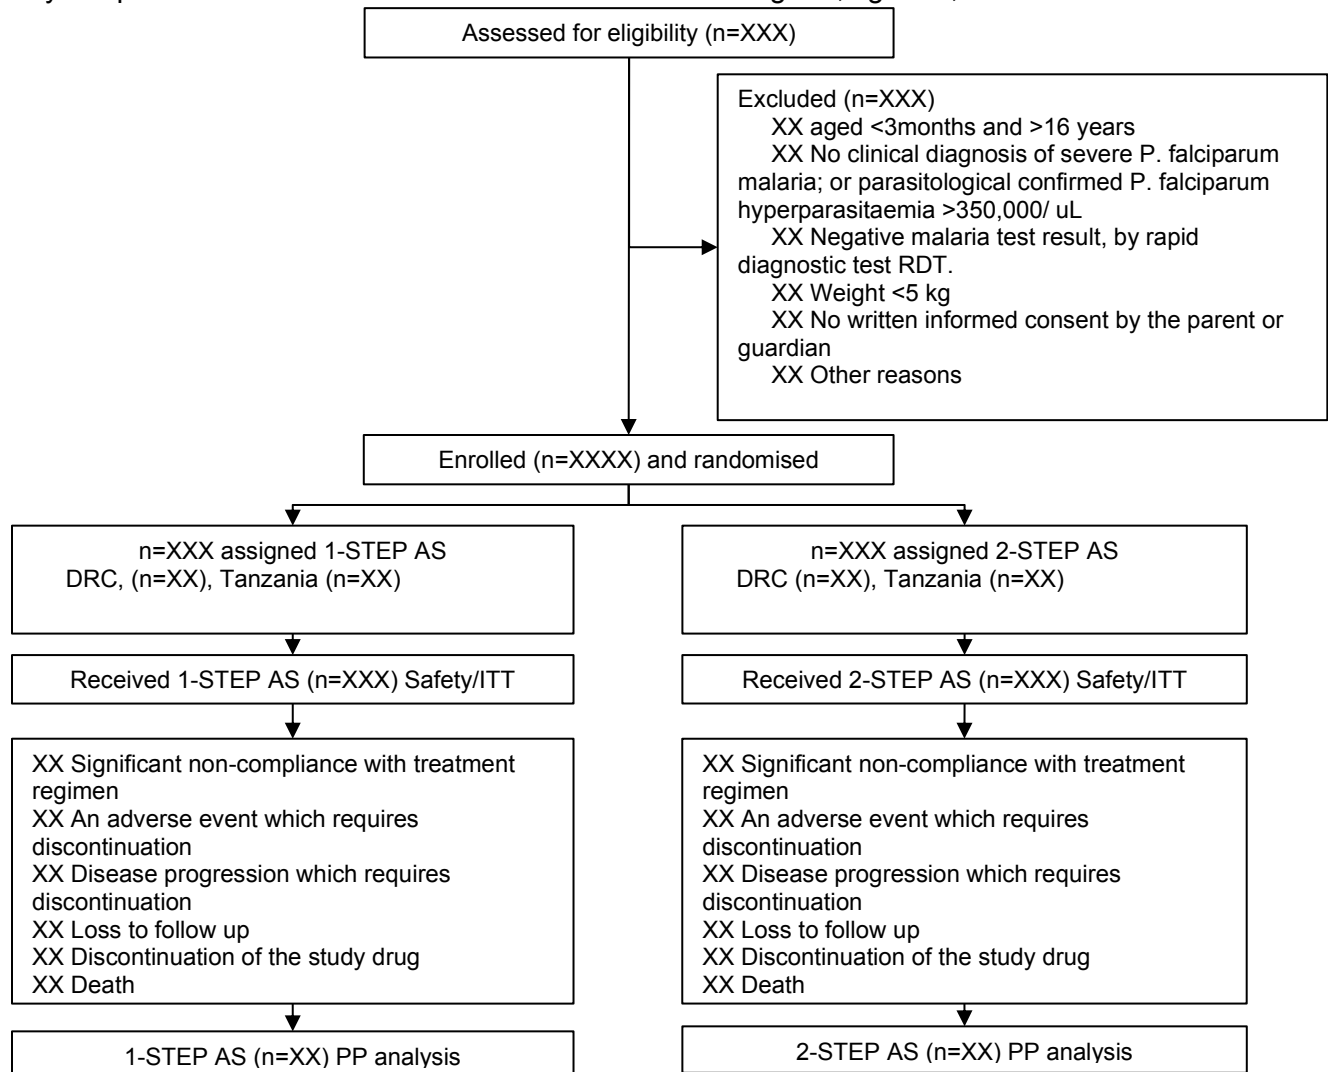 Assessed for eligibility (n=XXX)
Excluded (n=XXX)
XX aged <3months and >16 years
XX No clinical diagnosis of severe P. falciparum
malaria; or parasitological confirmed P. falciparum
hyperparasitaemia >350,000/ uL
XX Negative malaria test result, by rapid
diagnostic test RDT.
XX Weight <5 kg
XX No written informed consent by the parent or
guardian
XX Other reasons
Enrolled (n=XXXX) and randomised
n=XXX assigned 1-STEP AS
DRC, (n=XX), Tanzania (n=XX)
n=XXX assigned 2-STEP AS
DRC (n=XX), Tanzania (n=XX)
Received 1-STEP AS (n=XXX) Safety/ITT
Received 2-STEP AS (n=XXX) Safety/ITT
XX Significant non-compliance with treatment
regimen
XX An adverse event which requires
discontinuation
XX Disease progression which requires
discontinuation
XX Loss to follow up
XX Discontinuation of the study drug
XX Death
XX Significant non-compliance with treatment
regimen
XX An adverse event which requires
discontinuation
XX Disease progression which requires
discontinuation
XX Loss to follow up
XX Discontinuation of the study drug
XX Death
1-STEP AS (n=XX) PP analysis
2-STEP AS (n=XX) PP analysis